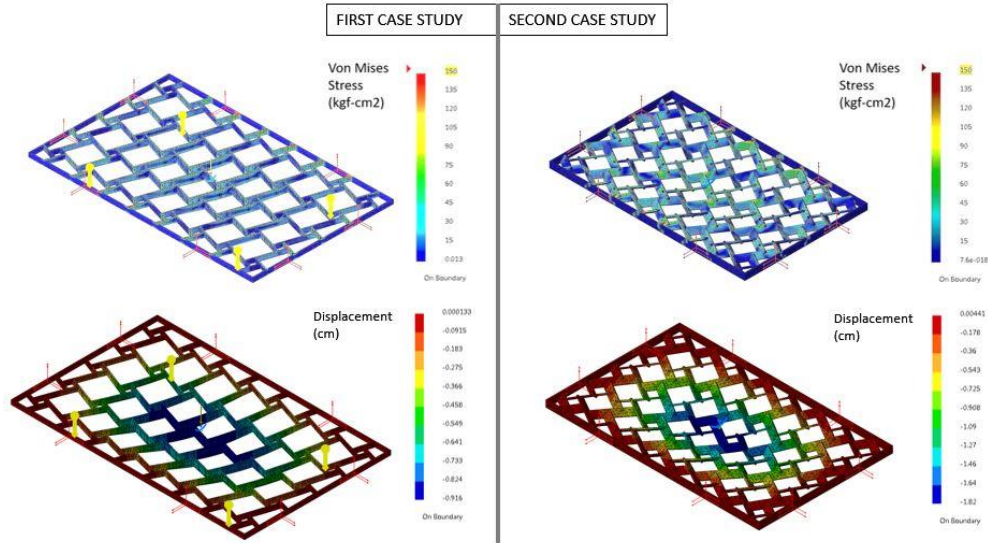 FIRST CASE STUDY
SECOND CASE STUDY
Von Mises
Stress
(kgf-cm2)
150
135
120
105
90
75
60
45
30
15
0.013
On Boundary
Von Mises
Stress
(kgf-cm2)
150
135
120
105
90
75
60
45
30
15
7.6e-018
On Boundary
Displacement
(cm)
0.000133
-0.0915
-0.183
-0.275
-0.366
-0.458
-0.549
-0.641
-0.733
-0.824
-0.916
On Boundary
Displacement
(cm)
0.00441
-0.178
-0.36
-0.543
-0.725
-0.908
-1.09
-1.27
-1.46
-1.64
-1.82
On Boundary